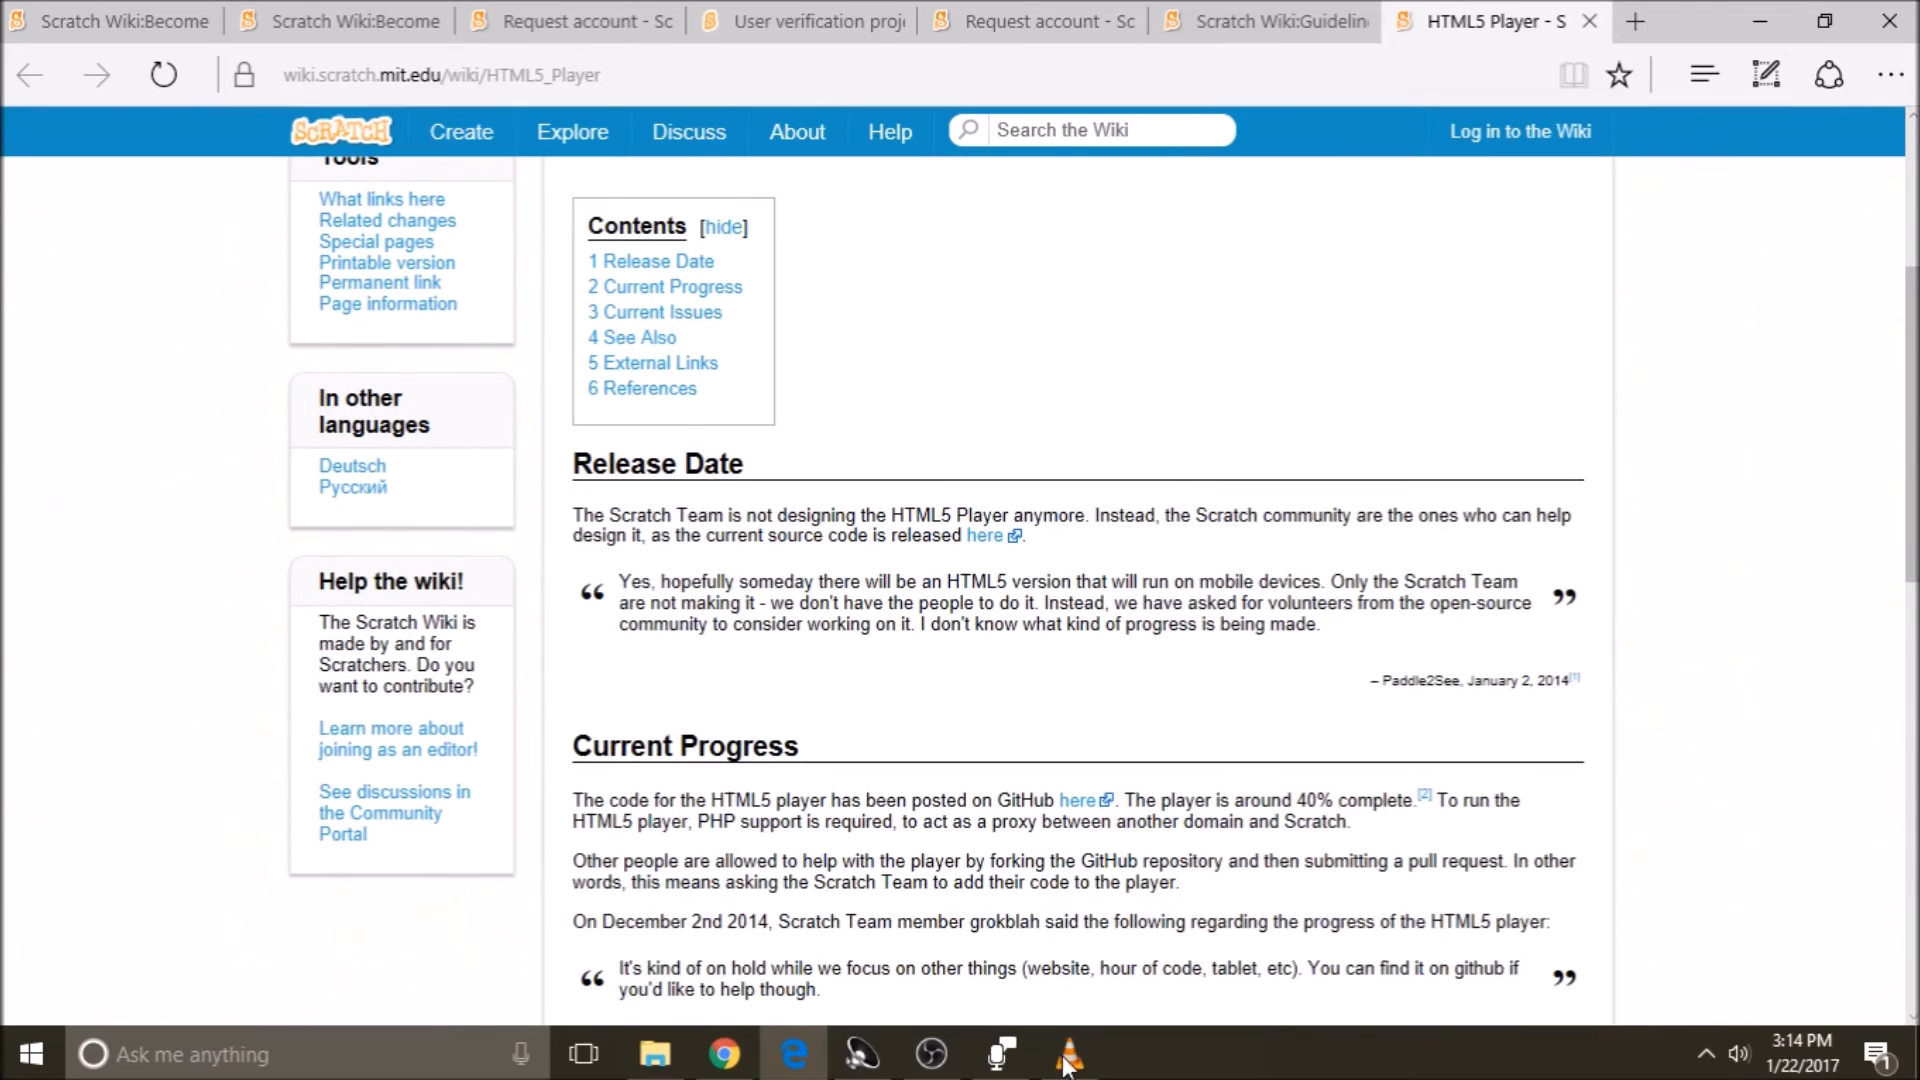 Scratch Wiki:Become
Scratch Wiki:Become
Request account - Sc
User verification proj
Request account - Sc
Scratch Wiki:Guidelin
HTML5 Player - S
wiki.scratch.mit.edu/wiki/HTML5_Player
SCRATCH
Create
Explore
Discuss
About
Help
Search the Wiki
Log in to the Wiki
Tools
What links here
Related changes
Special pages
Printable version
Permanent link
Page information
In other
languages
Deutsch
Русский
Help the wiki!
The Scratch Wiki is
made by and for
Scratchers. Do you
want to contribute?
Learn more about
joining as an editor!
See discussions in
the Community
Portal
Contents [hide]
1 Release Date
2 Current Progress
3 Current Issues
4 See Also
5 External Links
6 References
Release Date
The Scratch Team is not designing the HTML5 Player anymore. Instead, the Scratch community are the ones who can help
design it, as the current source code is released here.
“ Yes, hopefully someday there will be an HTML5 version that will run on mobile devices. Only the Scratch Team
are not making it - we don't have the people to do it. Instead, we have asked for volunteers from the open-source
community to consider working on it. I don't know what kind of progress is being made. ”
– Paddle2See, January 2, 2014[1]
Current Progress
The code for the HTML5 player has been posted on GitHub here. The player is around 40% complete.[2] To run the
HTML5 player, PHP support is required, to act as a proxy between another domain and Scratch.
Other people are allowed to help with the player by forking the GitHub repository and then submitting a pull request. In other
words, this means asking the Scratch Team to add their code to the player.
On December 2nd 2014, Scratch Team member grokblah said the following regarding the progress of the HTML5 player:
“ It's kind of on hold while we focus on other things (website, hour of code, tablet, etc). You can find it on github if
you'd like to help though. ”
Ask me anything
3:14 PM
1/22/2017
1